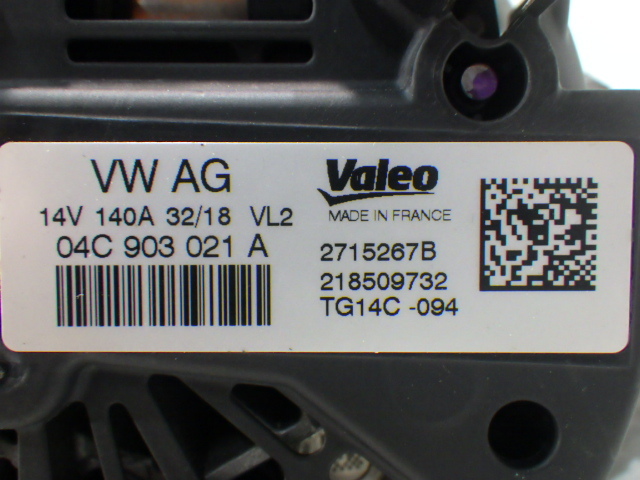 VW AG
14V 140A 32/18 VL2
04C 903 021 A
Valeo
MADE IN FRANCE
2715267B
218509732
TG14C -094